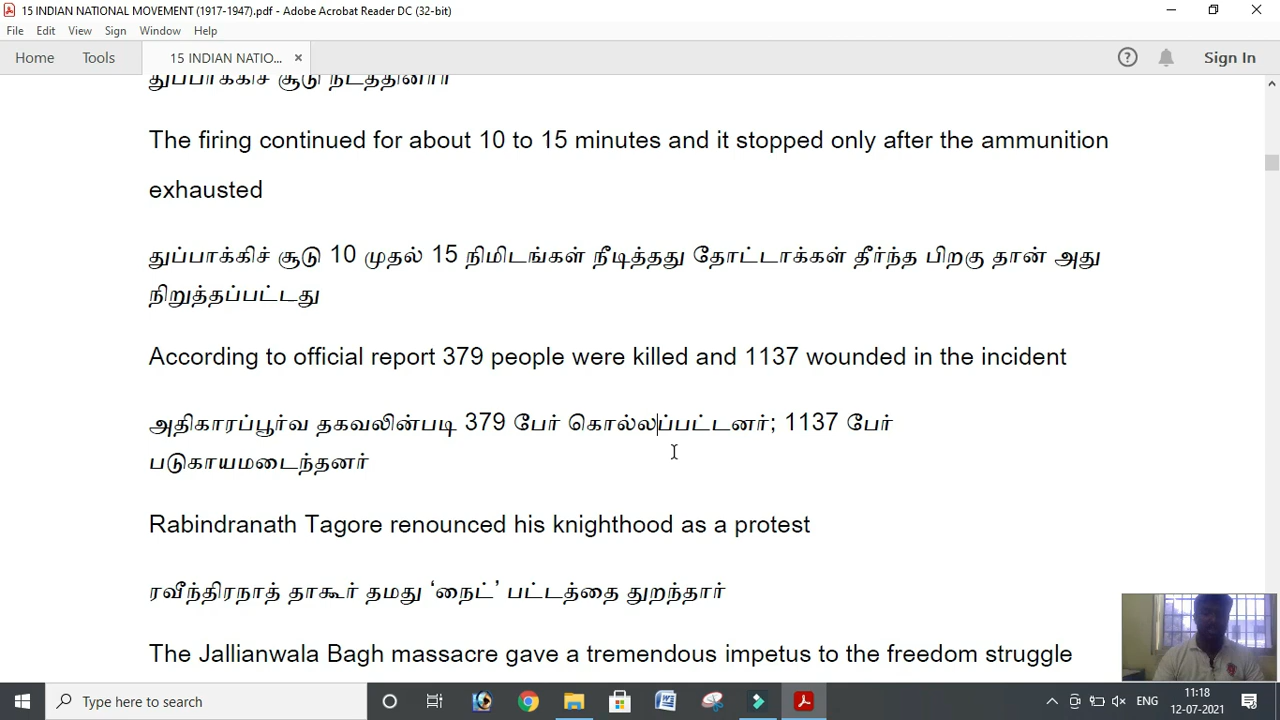 15 INDIAN NATIONAL MOVEMENT (1917-1947).pdf - Adobe Acrobat Reader DC (32-bit)
File Edit View Sign Window Help
Home Tools 15 INDIAN NATIO... × Sign In
துப்பாக்கிச் சூடு நடத்தினார்
The firing continued for about 10 to 15 minutes and it stopped only after the ammunition
exhausted
துப்பாக்கிச் சூடு 10 முதல் 15 நிமிடங்கள் நீடித்தது தோட்டாக்கள் தீர்ந்த பிறகு தான் அது
நிறுத்தப்பட்டது
According to official report 379 people were killed and 1137 wounded in the incident
அதிகாரப்பூர்வ தகவலின்படி 379 பேர் கொல்லப்பட்டனர்; 1137 பேர்
படுகாயமடைந்தனர்
Rabindranath Tagore renounced his knighthood as a protest
ரவீந்திரநாத் தாகூர் தமது ‘நைட்’ பட்டத்தை துறந்தார்
The Jallianwala Bagh massacre gave a tremendous impetus to the freedom struggle
Type here to search ENG 11:18
12-07-2021